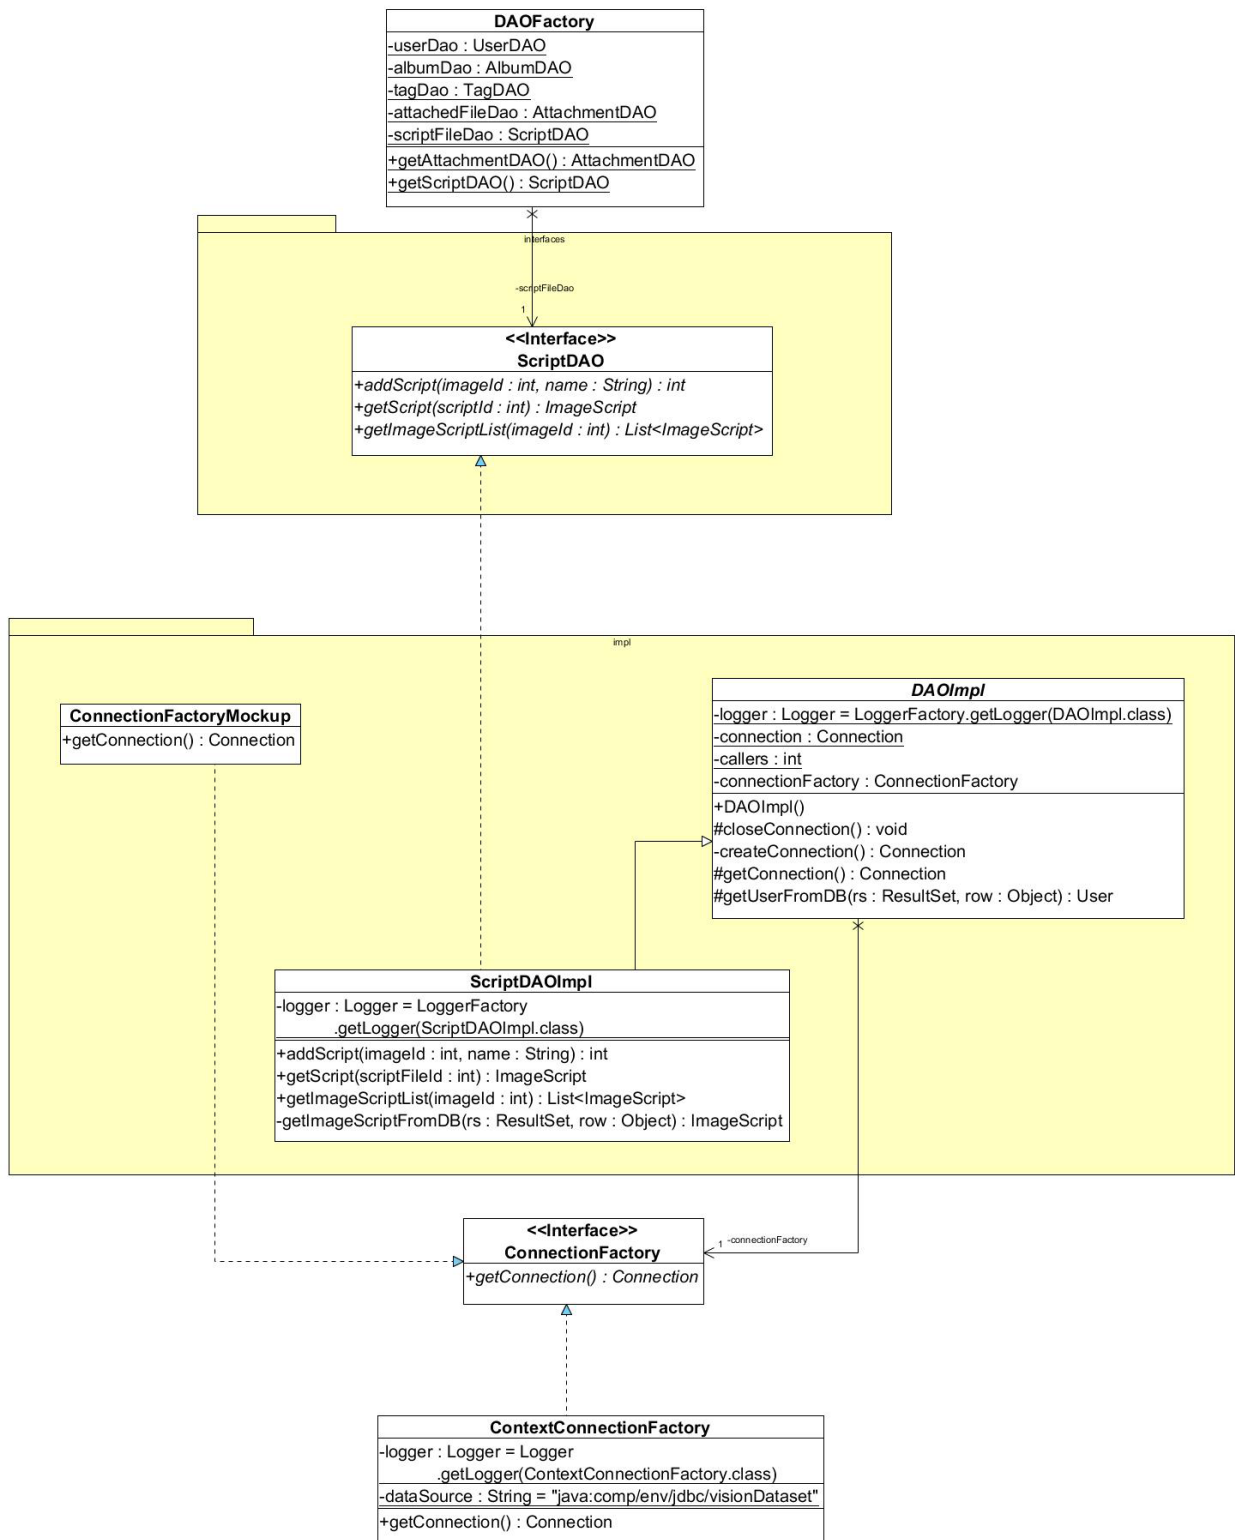 DAOFactory
-userDao : UserDAO
-albumDao : AlbumDAO
-tagDao : TagDAO
-attachedFileDao : AttachmentDAO
-scriptFileDao : ScriptDAO
+getAttachmentDAO() : AttachmentDAO
+getScriptDAO() : ScriptDAO
interfaces
-scriptFileDao
1
<<Interface>>
ScriptDAO
+addScript(imageId : int, name : String) : int
+getScript(scriptId : int) : ImageScript
+getImageScriptList(imageId : int) : List<ImageScript>
impl
ConnectionFactoryMockup
+getConnection() : Connection
DAOImpl
-logger : Logger = LoggerFactory.getLogger(DAOImpl.class)
-connection : Connection
-callers : int
-connectionFactory : ConnectionFactory
+DAOImpl()
#closeConnection() : void
-createConnection() : Connection
#getConnection() : Connection
#getUserFromDB(rs : ResultSet, row : Object) : User
ScriptDAOImpl
-logger : Logger = LoggerFactory
.getLogger(ScriptDAOImpl.class)
+addScript(imageId : int, name : String) : int
+getScript(scriptFileId : int) : ImageScript
+getImageScriptList(imageId : int) : List<ImageScript>
-getImageScriptFromDB(rs : ResultSet, row : Object) : ImageScript
<<Interface>>
ConnectionFactory
+getConnection() : Connection
1
-connectionFactory
ContextConnectionFactory
-logger : Logger = Logger
.getLogger(ContextConnectionFactory.class)
-dataSource : String = "java:comp/env/jdbc/visionDataset"
+getConnection() : Connection